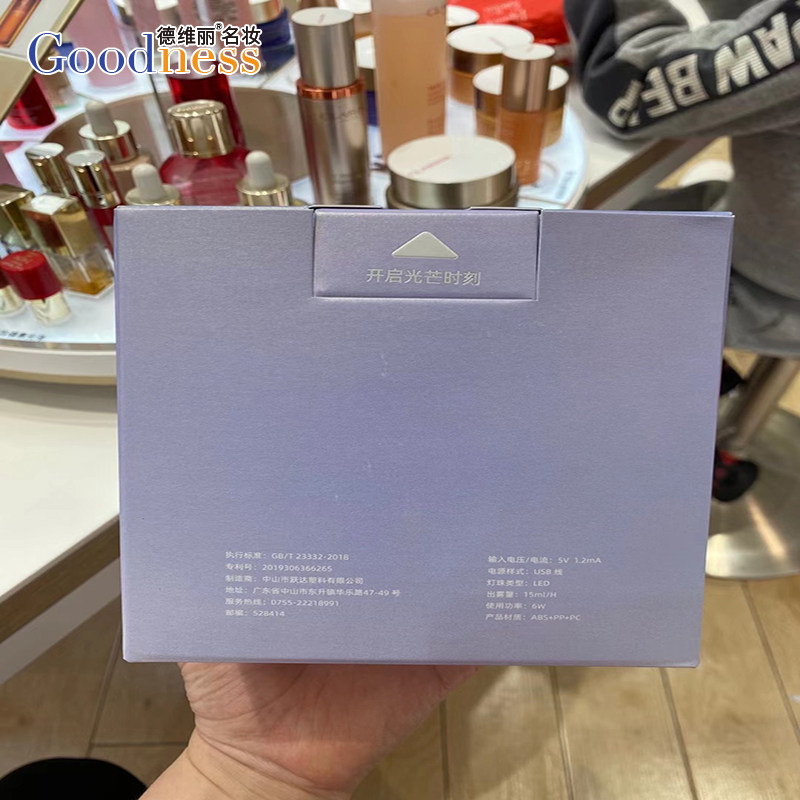 德维丽®名妆
Goodness
PAW BEA
开启光芒时刻
执行标准：GB/T 23332-2018
专利号：2019306366265
制造商：中山市跃达塑料有限公司
地址：广东省中山市东升镇华乐路47-49 号
服务热线：0755-22218991
邮编：528414
输入电压/电流：5V 1.2mA
电源样式：USB 线
灯珠类型：LED
出雾量：15ml/H
使用功率：6W
产品材质：ABS+PP+PC